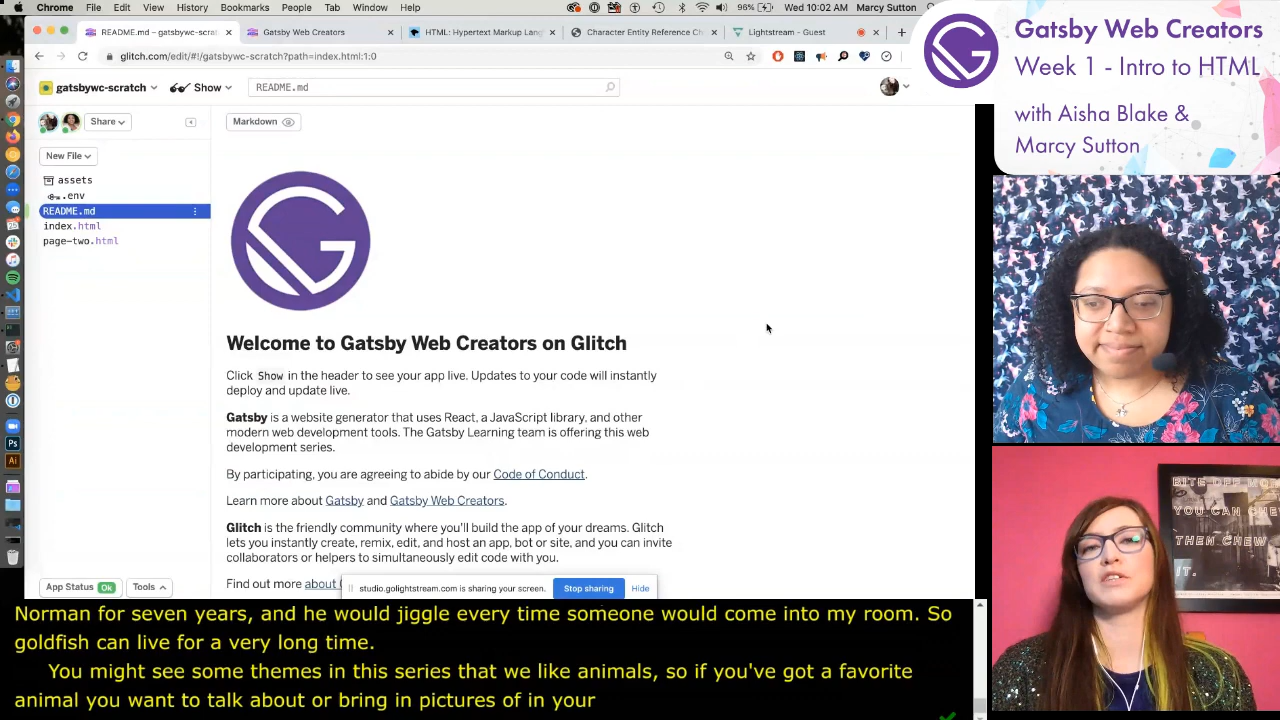 Chrome File Edit View History Bookmarks People Tab Window Help
98% Wed 10:02 AM Marcy Sutton
README.md – gatsbywc-scratch
Gatsby Web Creators
HTML: Hypertext Markup Lan
Character Entity Reference Ch
Lightstream - Guest
glitch.com/edit/#!/gatsbywc-scratch?path=index.html:1:0
gatsbywc-scratch
Show
README.md
Share
Markdown
New File
assets
.env
README.md
index.html
page-two.html
Welcome to Gatsby Web Creators on Glitch
Click Show in the header to see your app live. Updates to your code will instantly
deploy and update live.
Gatsby is a website generator that uses React, a JavaScript library, and other
modern web development tools. The Gatsby Learning team is offering this web
development series.
By participating, you are agreeing to abide by our Code of Conduct.
Learn more about Gatsby and Gatsby Web Creators.
Glitch is the friendly community where you'll build the app of your dreams. Glitch
lets you instantly create, remix, edit, and host an app, bot or site, and you can invite
collaborators or helpers to simultaneously edit code with you.
Find out more about
App Status Ok Tools
studio.golightstream.com is sharing your screen. Stop sharing Hide
Norman for seven years, and he would jiggle every time someone would come into my room. So
goldfish can live for a very long time.
You might see some themes in this series that we like animals, so if you've got a favorite
animal you want to talk about or bring in pictures of in your
Gatsby Web Creators
Week 1 - Intro to HTML
with Aisha Blake &
Marcy Sutton
BITE OFF MOR
YOU CAN CHE
THEN CHEW
IT.